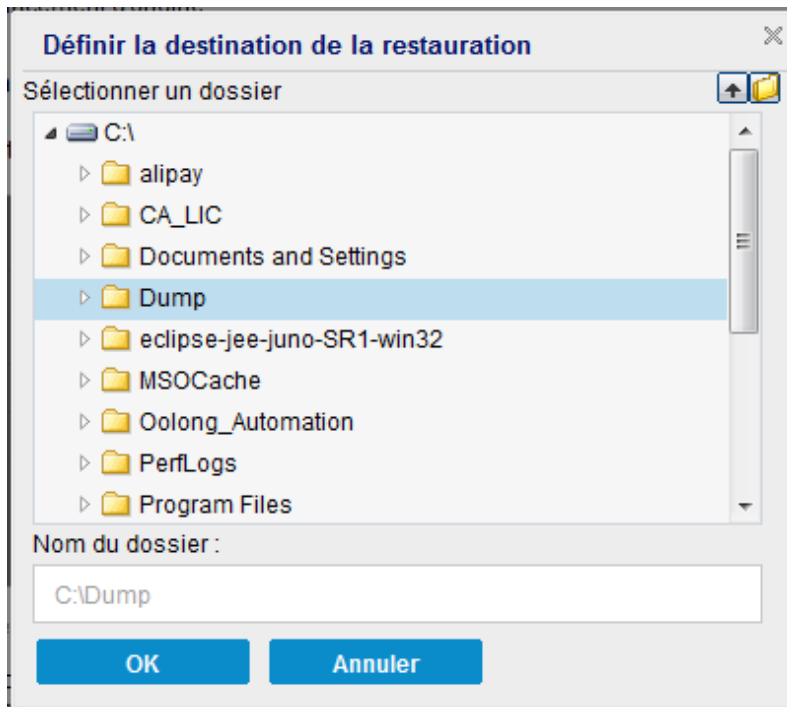 Définir la destination de la restauration
Sélectionner un dossier
C:\
alipay
CA_LIC
Documents and Settings
Dump
eclipse-jee-juno-SR1-win32
MSOCache
Oolong_Automation
PerfLogs
Program Files
Nom du dossier :
C:\Dump
OK
Annuler